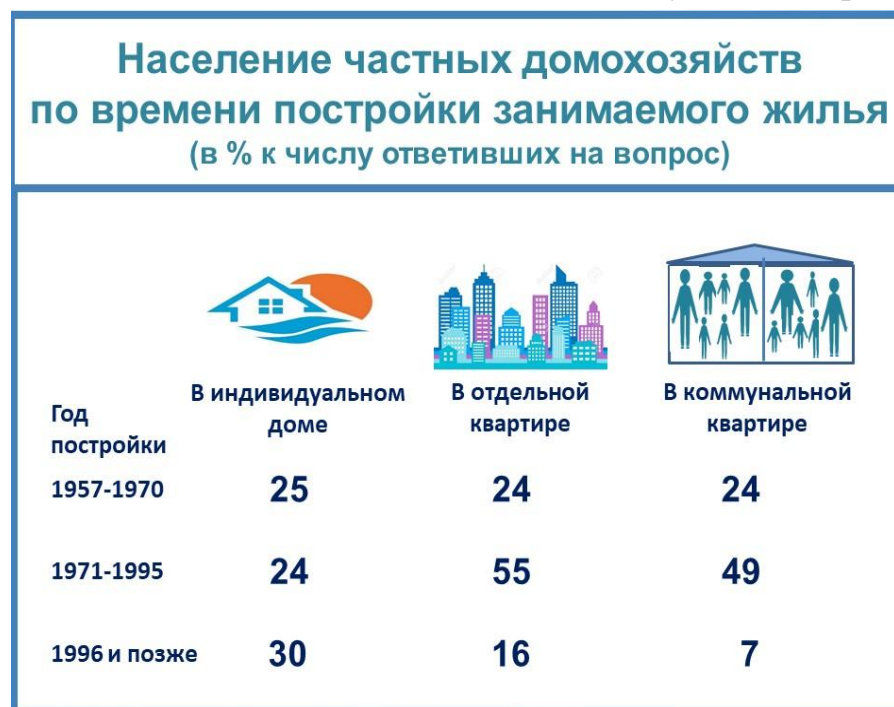 Население частных домохозяйств
по времени постройки занимаемого жилья
(в % к числу ответивших на вопрос)
Год
постройки
В индивидуальном
доме
В отдельной
квартире
В коммунальной
квартире
1957-1970 25 24 24
1971-1995 24 55 49
1996 и позже 30 16 7